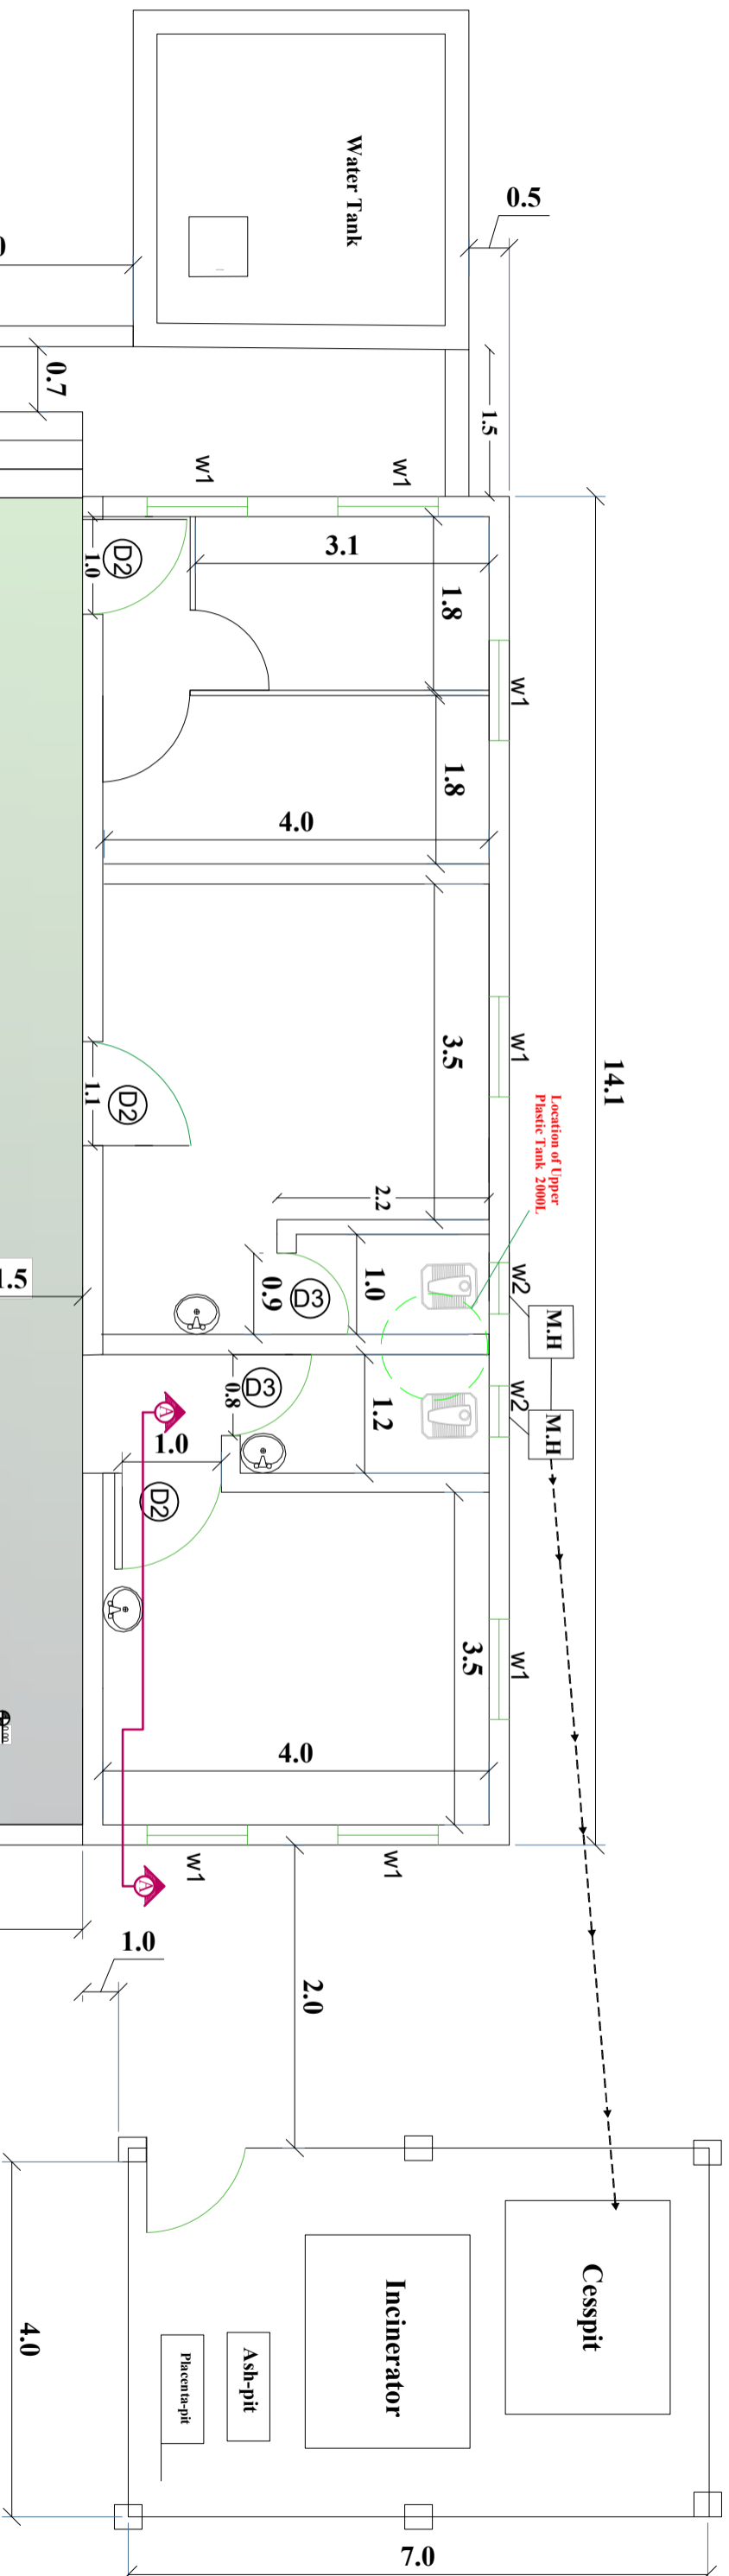 Water Tank
0.5
0.7
1.5
W1
W1
D2
1.0
3.1
1.8
W1
1.8
4.0
14.1
3.5
W1
D2
1.1
Location of Upper
Plastic Tank 2000L
2.2
1.0
0.9
D3
W2
M.H
1.5
D3
0.8
1.2
W2
M.H
A
1.0
D2
3.5
W1
4.0
W1
W1
A
1.0
2.0
Cesspit
Incinerator
Ash-pit
Placenta-pit
4.0
7.0